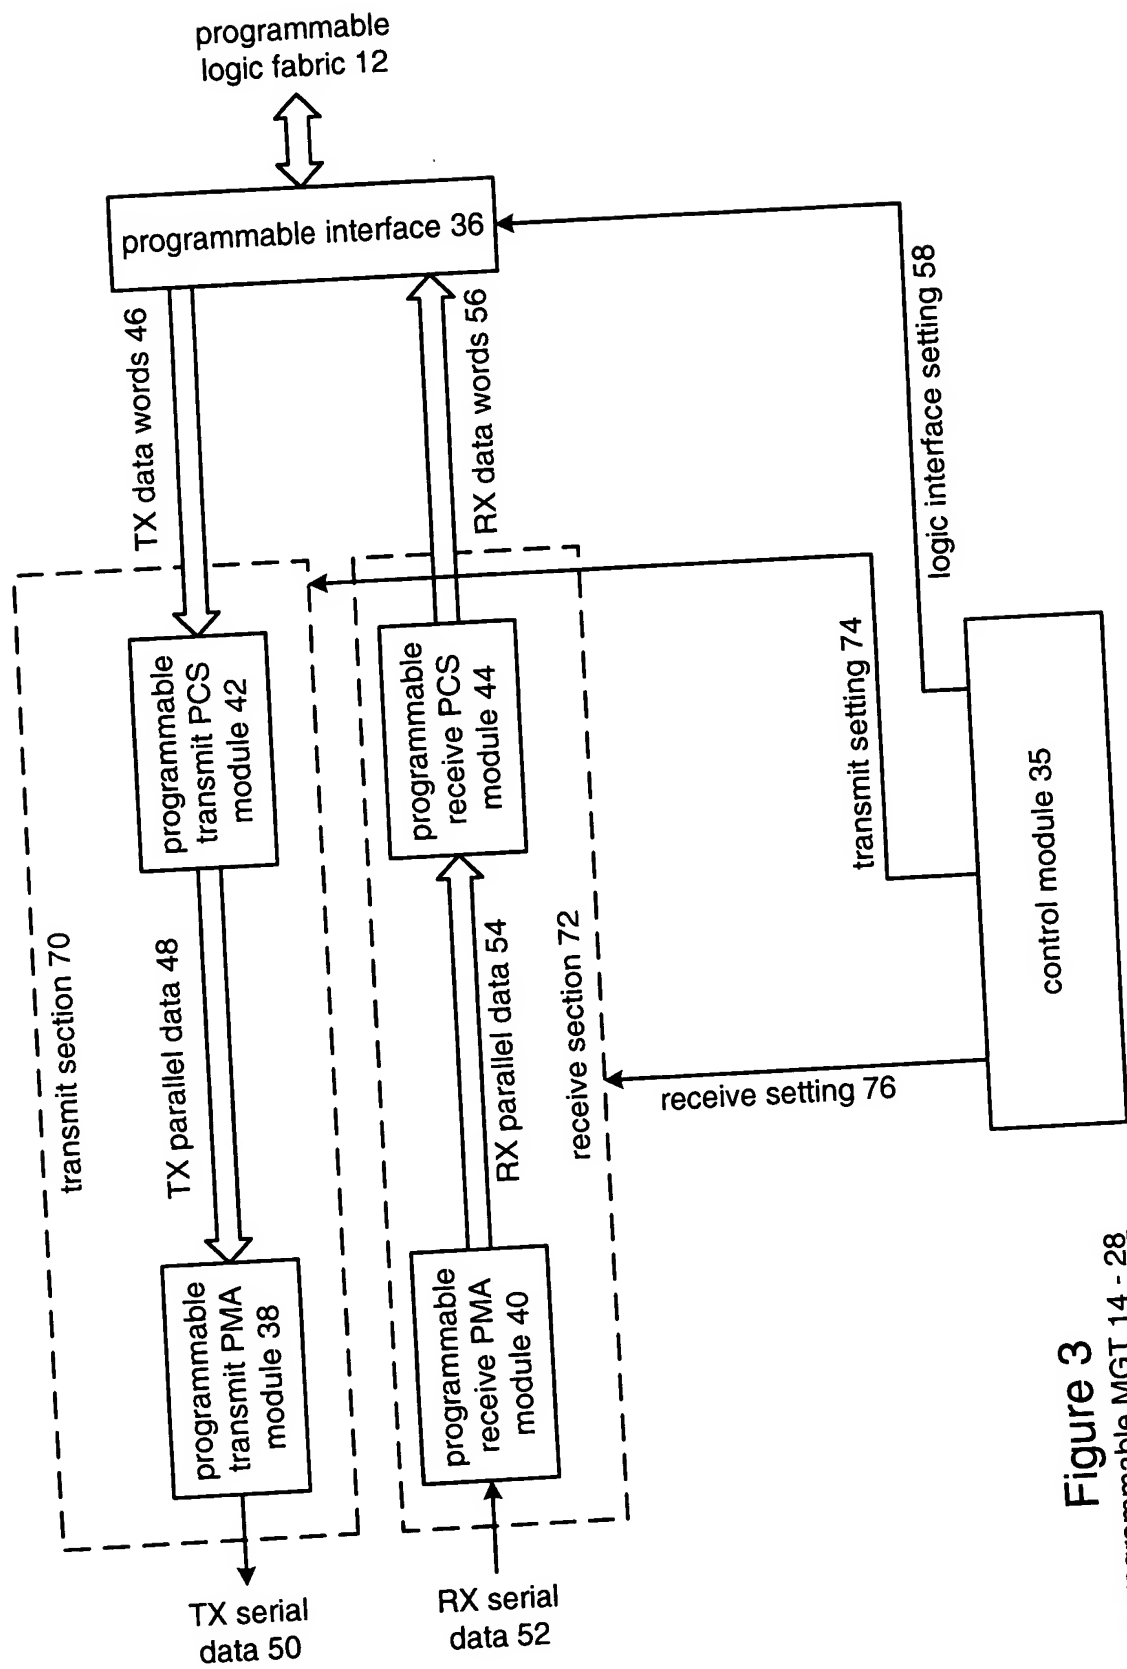 programmable
logic fabric 12
programmable interface 36
TX data words 46
RX data words 56
logic interface setting 58
transmit section 70
programmable
transmit PCS
module 42
programmable
receive PCS
module 44
transmit setting 74
TX parallel data 48
RX parallel data 54
receive section 72
receive setting 76
control module 35
programmable
transmit PMA
module 38
programmable
receive PMA
module 40
TX serial
data 50
RX serial
data 52
Figure 3
MGT 14 - 28